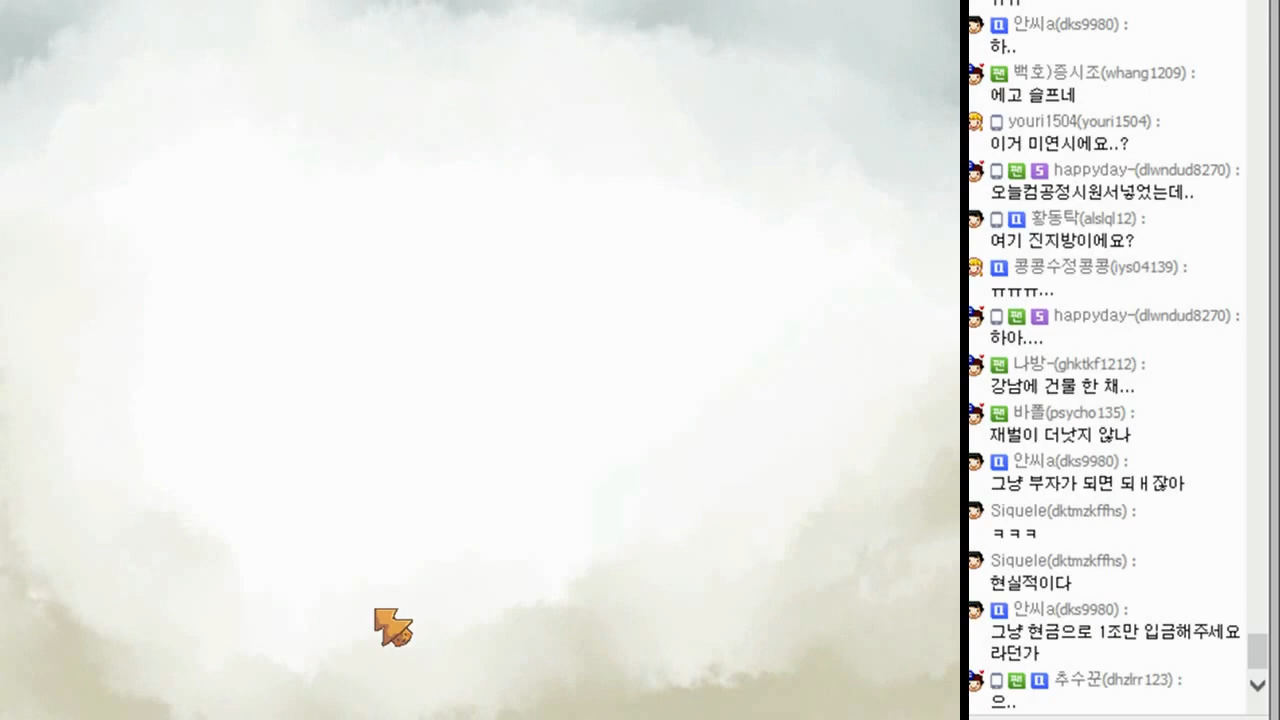 안씨a(dks9980) :
하..
백호)증시조(whang1209) :
에고 슬프네
youri1504(youri1504) :
이거 미연시에요..?
happyday-(dlwndud8270) :
오늘컴공정시원서넣었는데..
황동탁(alslql12) :
여기 진지방이에요?
콩콩수정콩콩(iys04139) :
ㅠㅠㅠ...
happyday-(dlwndud8270) :
하아....
나방-(ghktkf1212) :
강남에 건물 한 채...
바폴(psycho135) :
재벌이 더낫지 않나
안씨a(dks9980) :
그냥 부자가 되면 되ㅐ잖아
Siquele(dktmzkffhs) :
ㅋㅋㅋ
Siquele(dktmzkffhs) :
현실적이다
안씨a(dks9980) :
그냥 현금으로 1조만 입금해주세요
라던가
추수꾼(dhzlrr123) :
으..